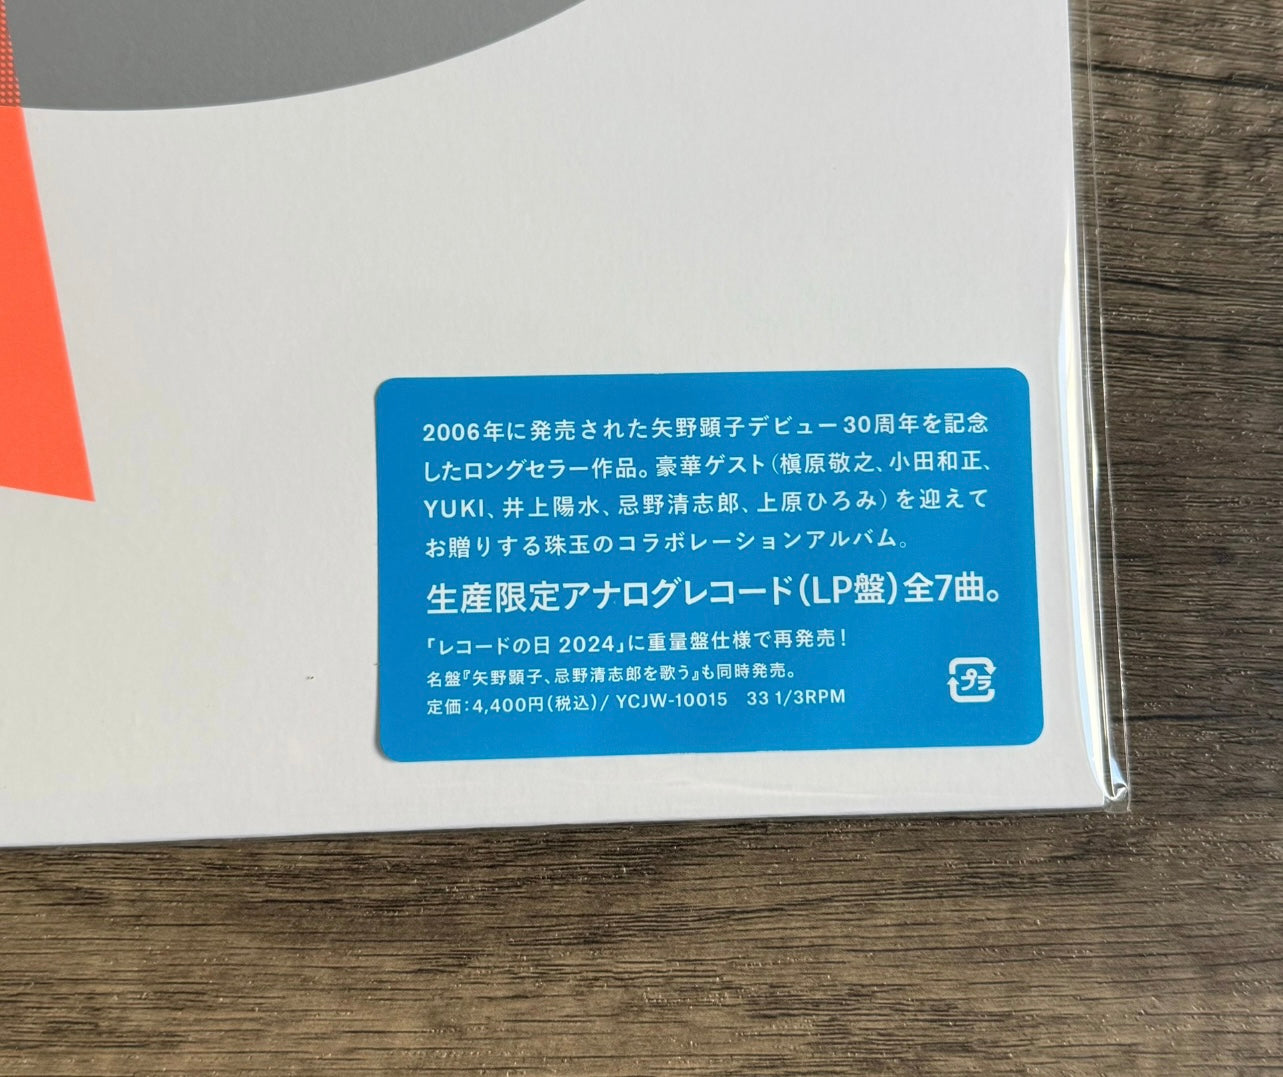 2006年に発売された矢野顕子デビュー30周年を記念
したロングセラー作品。豪華ゲスト（槇原敬之、小田和正、
YUKI、井上陽水、忌野清志郎、上原ひろみ）を迎えて
お贈りする珠玉のコラボレーションアルバム。
生産限定アナログレコード（LP盤）全7曲。
「レコードの日 2024」に重量盤仕様で再発売！
名盤『矢野顕子、忌野清志郎を歌う』も同時発売。
定価：4,400円（税込）/ YCJW-10015　33 1/3RPM
プラ